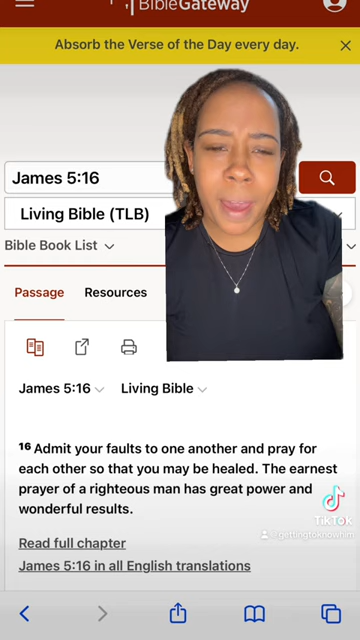 BibleGateway
Absorb the Verse of the Day every day.
James 5:16
Living Bible (TLB)
Bible Book List
Passage Resources
James 5:16 Living Bible
16 Admit your faults to one another and pray for
each other so that you may be healed. The earnest
prayer of a righteous man has great power and
wonderful results.
Read full chapter
James 5:16 in all English translations
TikTok
@gettingtoknowhim